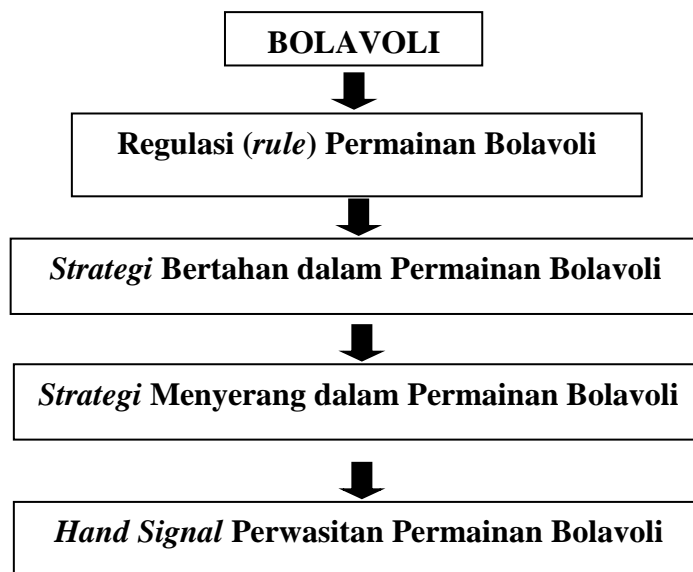 BOLAVOLI
Regulasi (rule) Permainan Bolavoli
Strategi Bertahan dalam Permainan Bolavoli
Strategi Menyerang dalam Permainan Bolavoli
Hand Signal Perwasitan Permainan Bolavoli